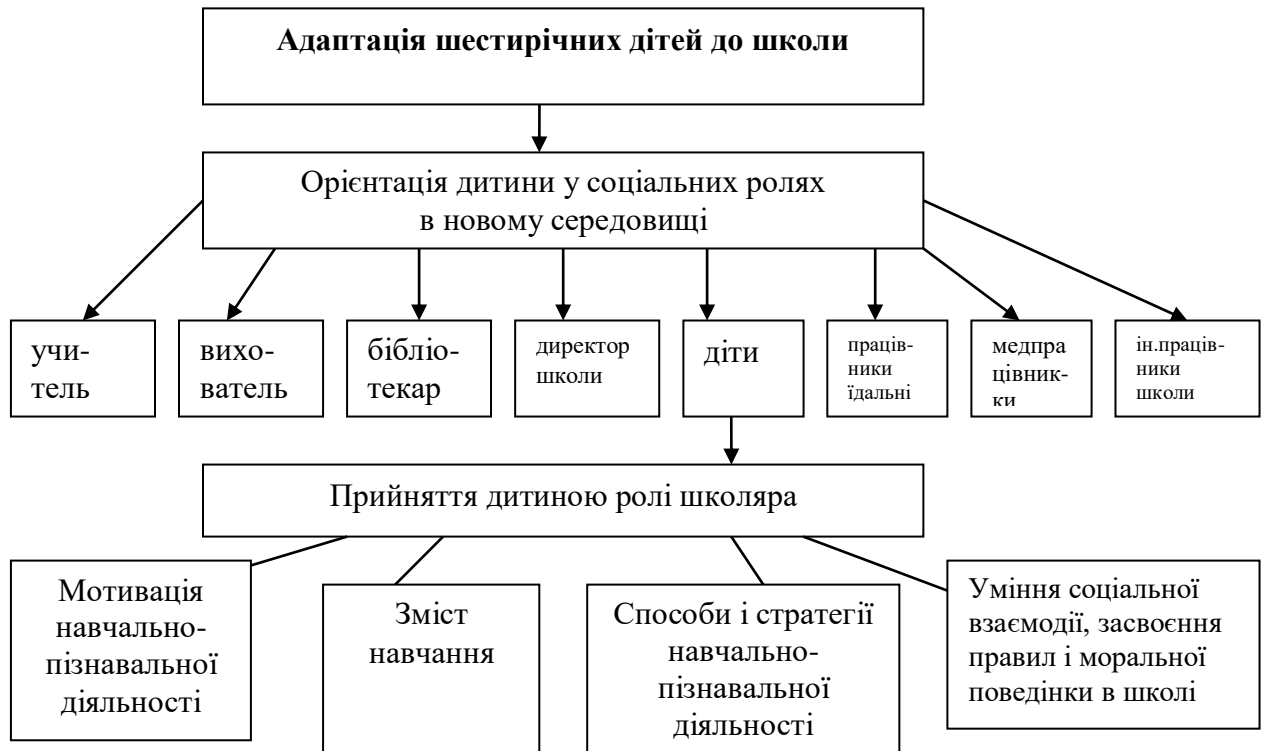 Адаптація шестирічних дітей до школи
Орієнтація дитини у соціальних ролях
в новому середовищі
учи-
тель
вихо-
ватель
бібліо-
текар
директор
школи
діти
праців-
ники
їдальні
медпра
цівник-
ки
ін.праців-
ники
школи
Прийняття дитиною ролі школяра
Мотивація
навчально-
пізнавальної
діяльності
Зміст
навчання
Способи і стратегії
навчально-
пізнавальної
діяльності
Уміння соціальної
взаємодії, засвоєння
правил і моральної
поведінки в школі